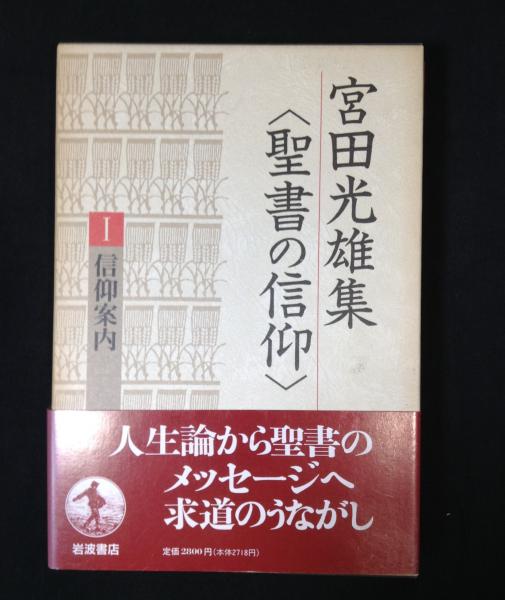 宮田光雄集
〈聖書の信仰〉
I
信仰案内
人生論から聖書の
メッセージへ
求道のうながし
岩波書店
定価2800円(本体2718円)